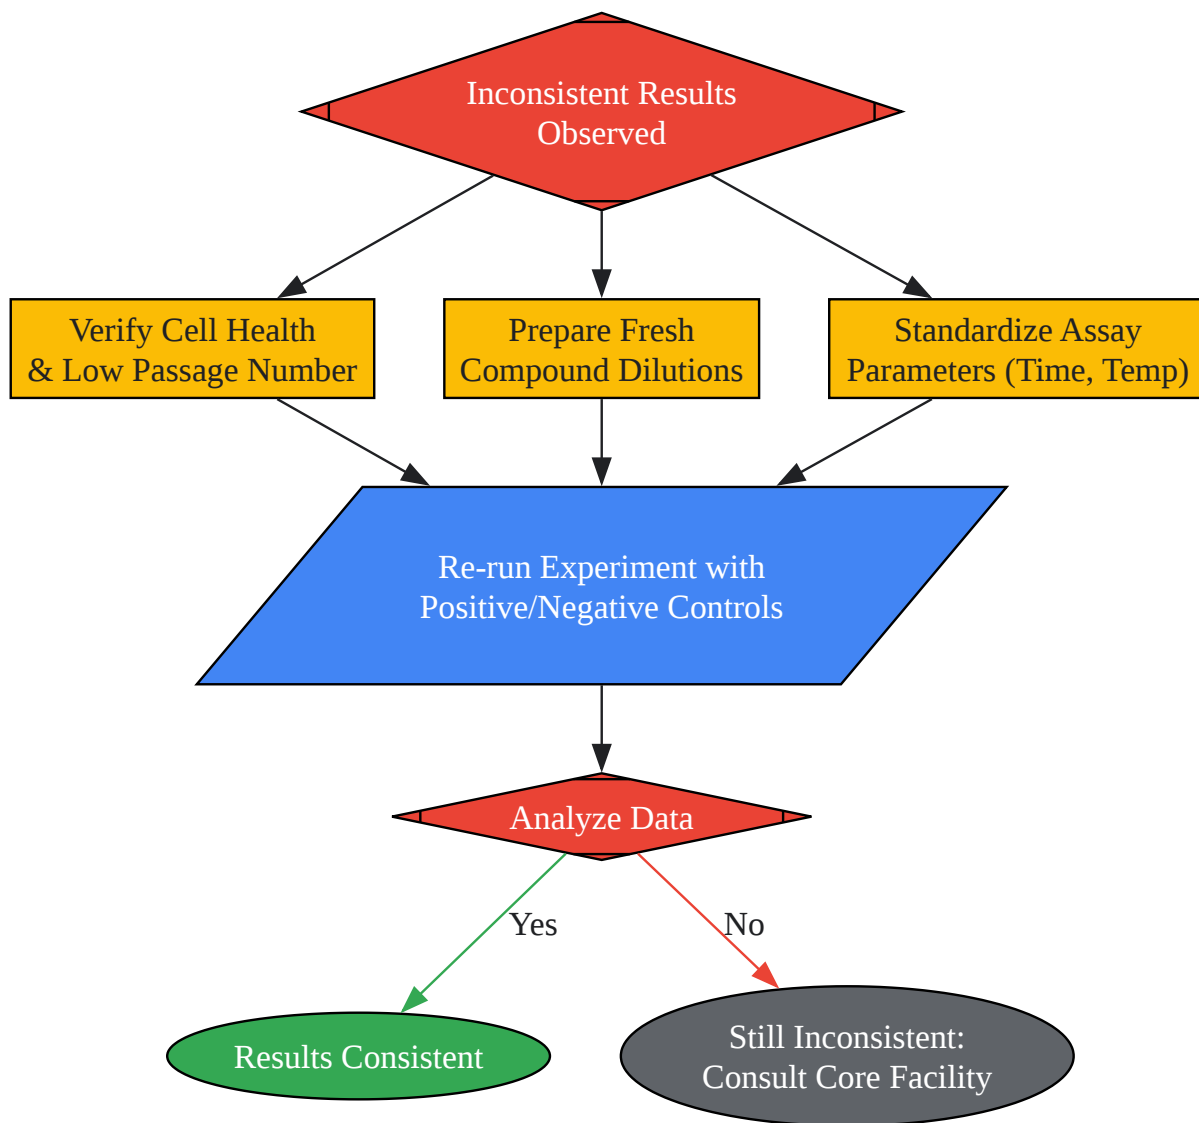 Inconsistent Results
Observed
Verify Cell Health
& Low Passage Number
Prepare Fresh
Compound Dilutions
Standardize Assay
Parameters (Time, Temp)
Re-run Experiment with
Positive/Negative Controls
Analyze Data
Yes
No
Results Consistent
Still Inconsistent:
Consult Core Facility